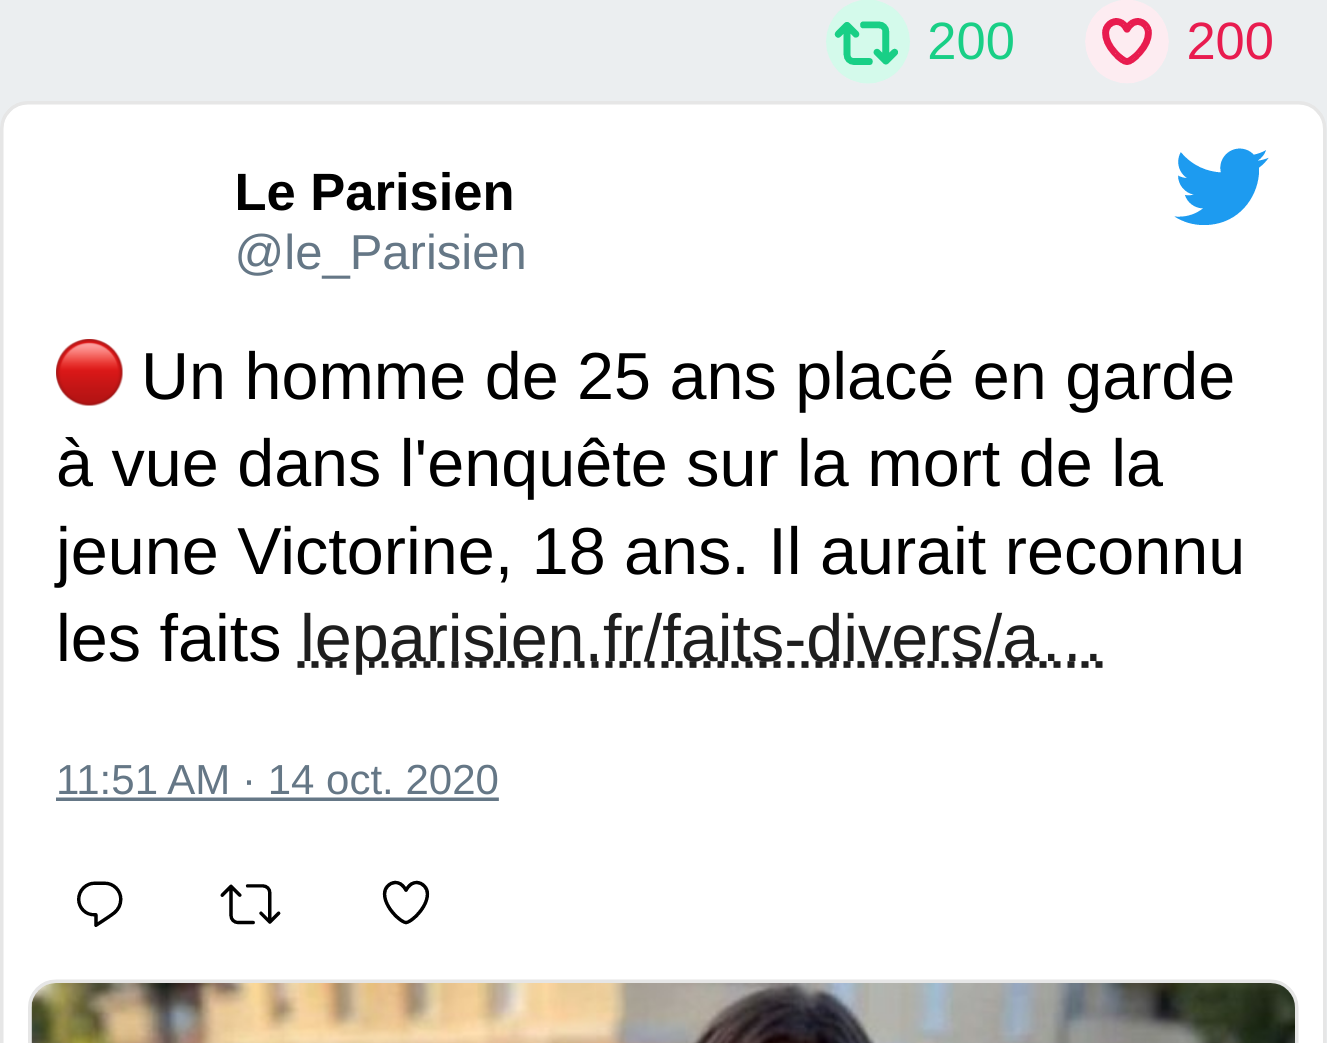 200 200
Le Parisien
@le_Parisien
🔴 Un homme de 25 ans placé en garde
à vue dans l'enquête sur la mort de la
jeune Victorine, 18 ans. Il aurait reconnu
les faits leparisien.fr/faits-divers/a…
11:51 AM · 14 oct. 2020